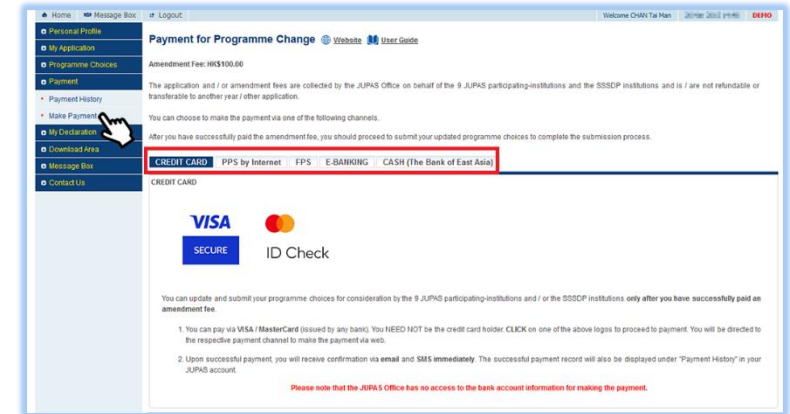 Home Message Box Logout Welcome CHAN Tai Man DEMO
Personal Profile
My Application
Programme Choices
Payment
Payment History
Make Payment
My Declaration
Download Area
Message Box
Contact Us
Payment for Programme Change Website User Guide
Amendment Fee: HK$100.00
The application and / or amendment fees are collected by the JUPAS Office on behalf of the 9 JUPAS participating-institutions and the SSSDP institutions and is / are not refundable or
transferable to another year / other application.
You can choose to make the payment via one of the following channels.
After you have successfully paid the amendment fee, you should proceed to submit your updated programme choices to complete the submission process.
CREDIT CARD PPS by Internet FPS E-BANKING CASH (The Bank of East Asia)
CREDIT CARD
VISA
SECURE
ID Check
You can update and submit your programme choices for consideration by the 9 JUPAS participating-institutions and / or the SSSDP institutions only after you have successfully paid an
amendment fee.
1. You can pay via VISA / MasterCard (issued by any bank). You NEED NOT be the credit card holder. CLICK on one of the above logos to proceed to payment. You will be directed to
the respective payment channel to make the payment via web.
2. Upon successful payment, you will receive confirmation via email and SMS immediately. The successful payment record will also be displayed under "Payment History" in your
JUPAS account.
Please note that the JUPAS Office has no access to the bank account information for making the payment.